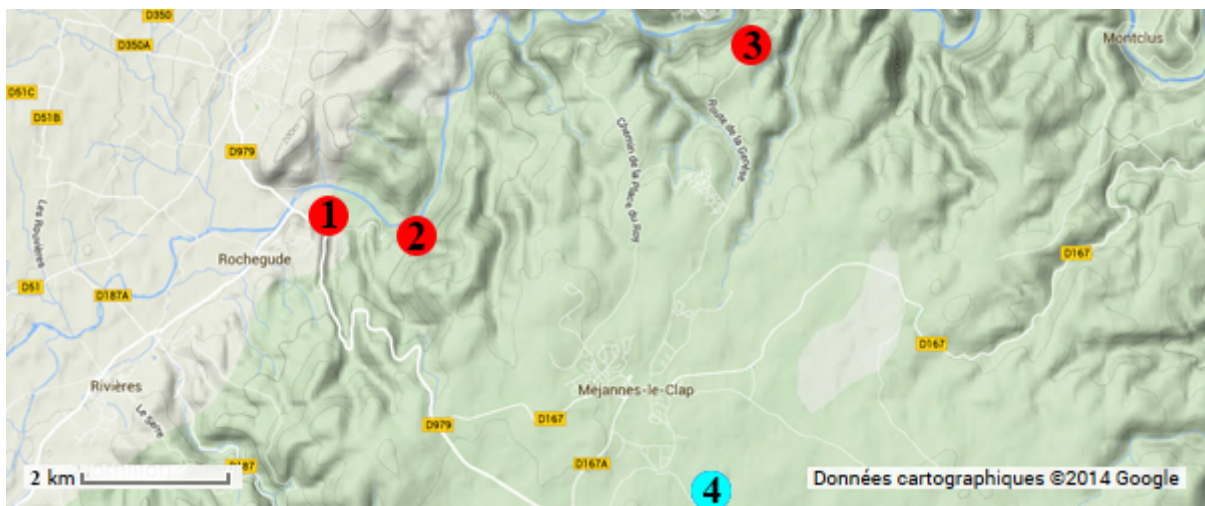 D350
D350A
Montclus
D51C
D51B
3
D979
Route de la Genèse
Chemin de la Place du Roy
Les Rouvières
1
2
Rochegude
D167
D51
D187A
D167
Rivières
Méjannes-le-Clap
Le Serre
D979
D167
D187
D167A
2 km
4
Données cartographiques ©2014 Google